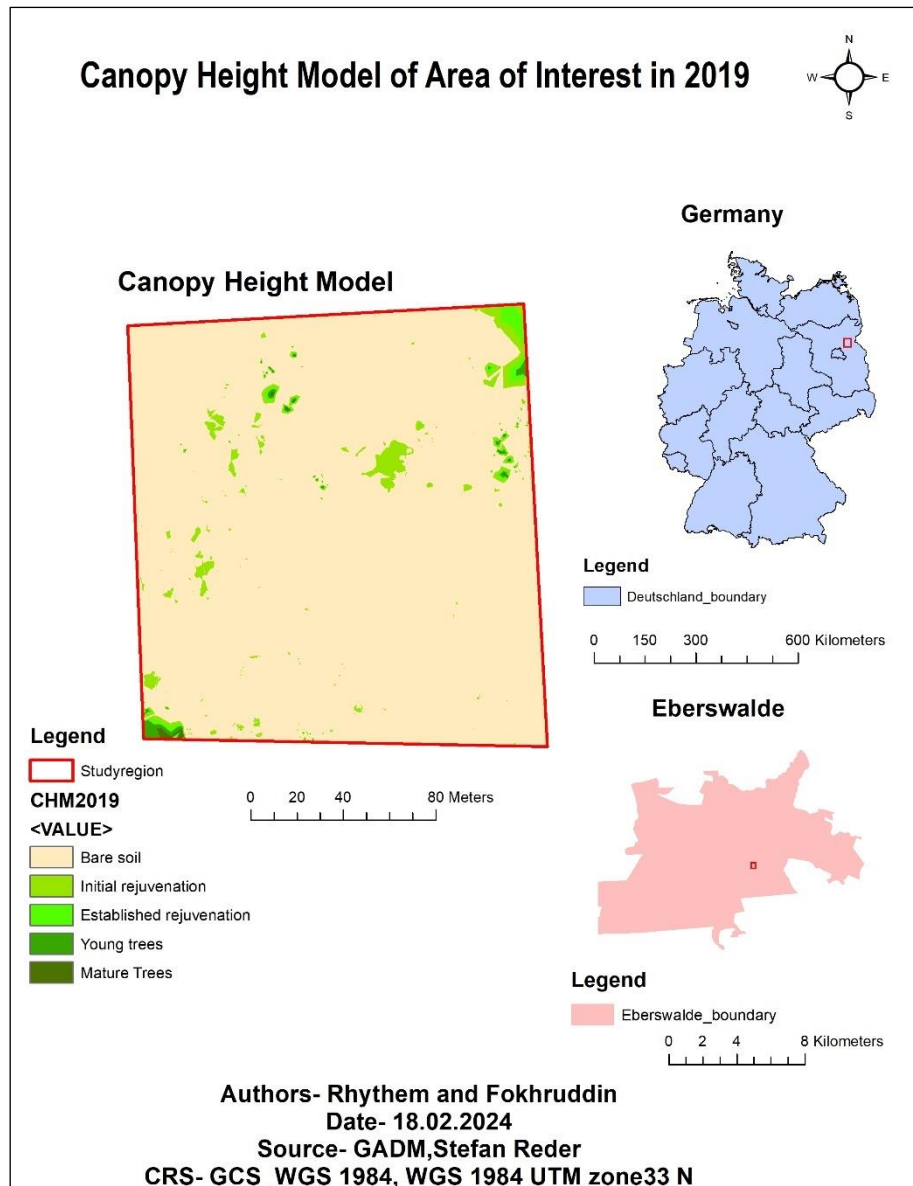 Canopy Height Model of Area of Interest in 2019
N
W
E
S
Germany
Canopy Height Model
Legend
Deutschland_boundary
0 150 300 600 Kilometers
Eberswalde
Legend
Studyregion
CHM2019
<VALUE>
Bare soil
Initial rejuvenation
Established rejuvenation
Young trees
Mature Trees
0 20 40 80 Meters
Legend
Eberswalde_boundary
0 2 4 8 Kilometers
Authors- Rhythem and Fokhruddin
Date- 18.02.2024
Source- GADM,Stefan Reder
CRS- GCS WGS 1984, WGS 1984 UTM zone33 N